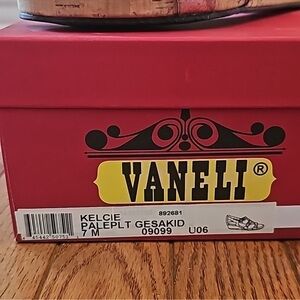 VANELI®
KELCIE 892681
PALEPLT GESAKID
7 M 09099 U06